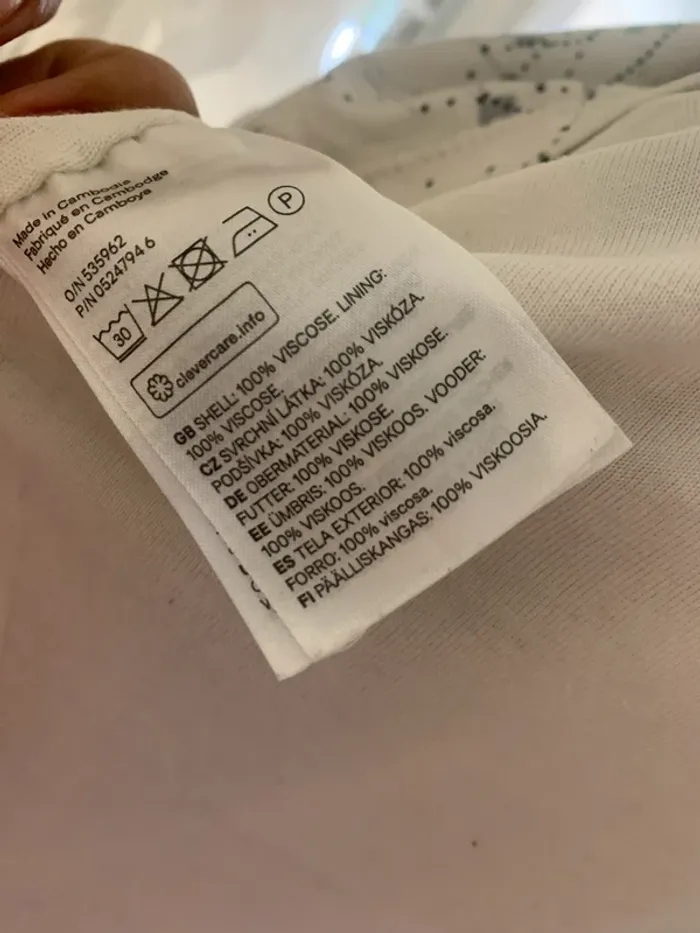 Made in Cambodia
Fabriqué en Cambodge
Hecho en Camboya
O/N 535962
P/N 05247946
30
P
clevercare.info
GB SHELL: 100% VISCOSE. LINING:
100% VISCOSE.
CZ SVRCHNÍ LÁTKA: 100% VISKÓZA.
PODŠÍVKA: 100% VISKÓZA.
DE OBERMATERIAL: 100% VISKOSE.
FUTTER: 100% VISKOSE.
EE ÜMBRIS: 100% VISKOOS. VOODER:
100% VISKOOS.
ES TELA EXTERIOR: 100% viscosa.
FORRO: 100% viscosa.
FI PÄÄLLISKANGAS: 100% VISKOOSIA.